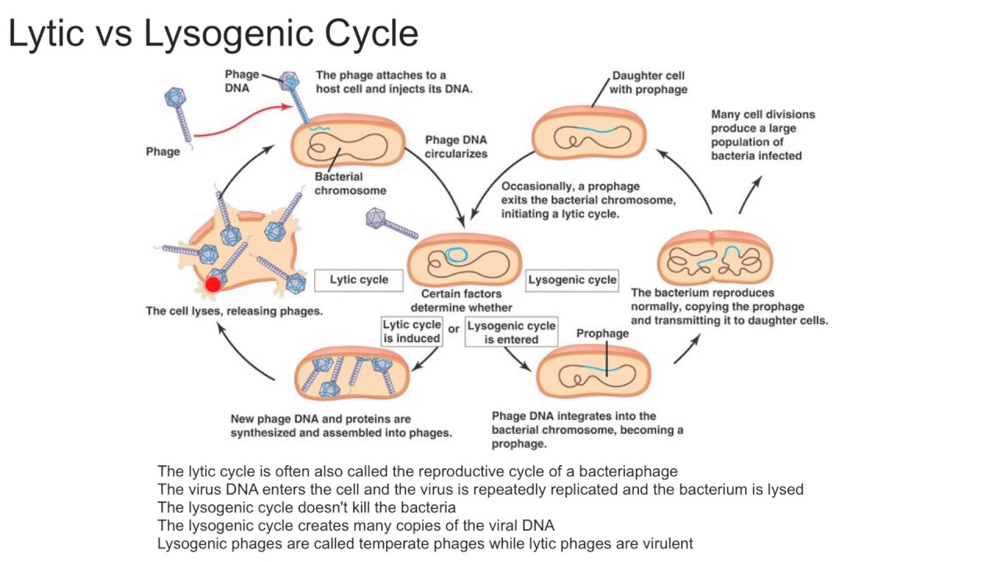 Lytic vs Lysogenic Cycle
Phage
DNA
The phage attaches to a
host cell and injects its DNA.
Daughter cell
with prophage
Many cell divisions
produce a large
population of
bacteria infected
Phage
Phage DNA
circularizes
Bacterial
chromosome
Occasionally, a prophage
exits the bacterial chromosome,
initiating a lytic cycle.
Lytic cycle
Lysogenic cycle
The cell lyses, releasing phages.
Certain factors
determine whether
The bacterium reproduces
normally, copying the prophage
and transmitting it to daughter cells.
Lytic cycle
is induced
or
Lysogenic cycle
is entered
Prophage
New phage DNA and proteins are
synthesized and assembled into phages.
Phage DNA integrates into the
bacterial chromosome, becoming a
prophage.
The lytic cycle is often also called the reproductive cycle of a bacteriaphage
The virus DNA enters the cell and the virus is repeatedly replicated and the bacterium is lysed
The lysogenic cycle doesn't kill the bacteria
The lysogenic cycle creates many copies of the viral DNA
Lysogenic phages are called temperate phages while lytic phages are virulent